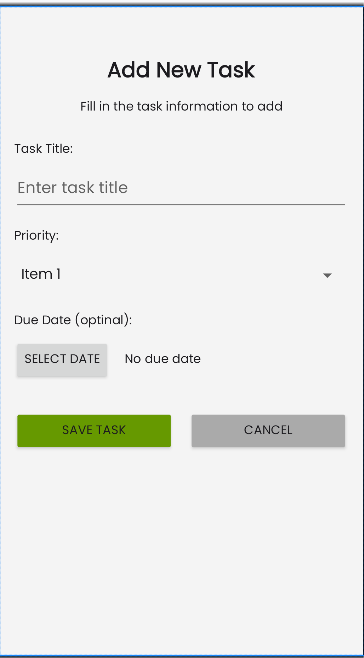 Add New Task
Fill in the task information to add
Task Title:
Enter task title
Priority:
Item 1
Due Date (optinal):
SELECT DATE No due date
SAVE TASK CANCEL